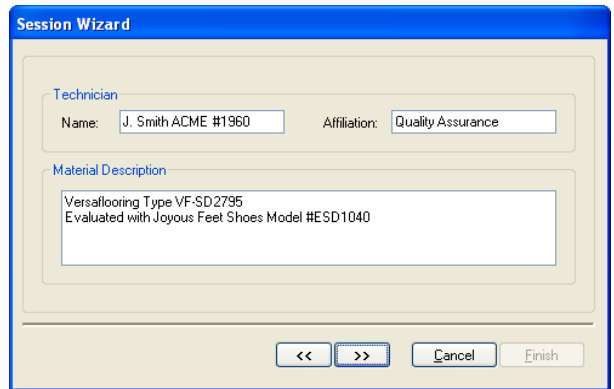 Session Wizard
Technician
Name: J. Smith ACME #1960 Affiliation: Quality Assurance
Material Description
Versaflooring Type VF-SD2795
Evaluated with Joyous Feet Shoes Model #ESD1040
<< >> Cancel Finish